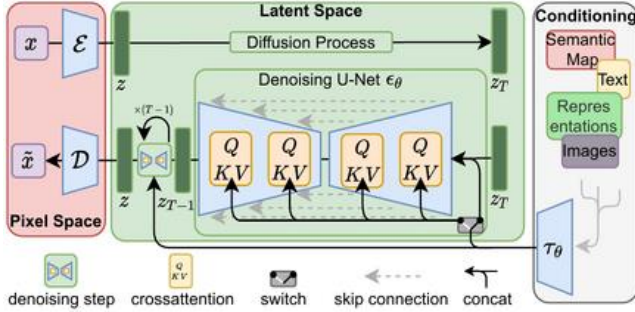 Latent Space
Conditioning
x
ℰ
Diffusion Process
Semantic
Map
z
z_T
Denoising U-Net ϵ_θ
Text
Repres
entations
Images
×(T−1)
x̃
𝒟
Q
KV
Q
KV
Q
KV
Q
KV
z
z_{T−1}
z_T
Pixel Space
τ_θ
Q
KV
denoising step
crossattention
switch
skip connection
concat